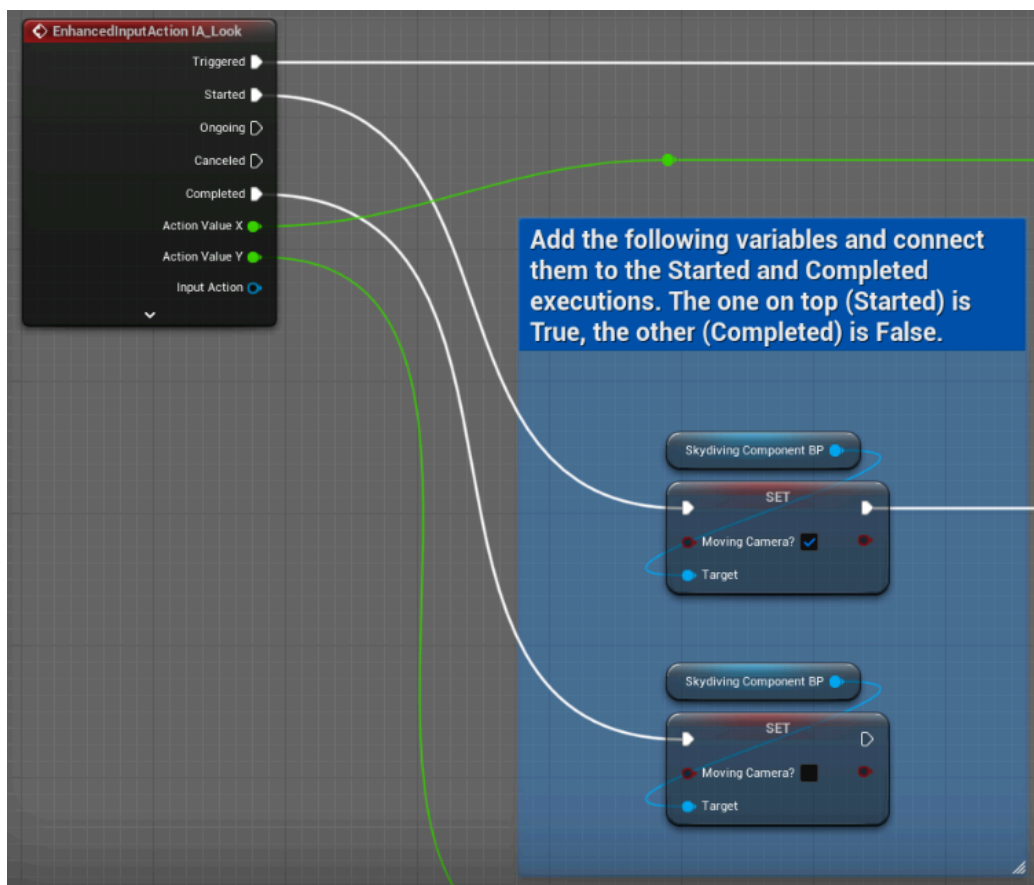 EnhancedInputAction IA_Look
Triggered
Started
Ongoing
Canceled
Completed
Action Value X
Action Value Y
Input Action
Add the following variables and connect
them to the Started and Completed
executions. The one on top (Started) is
True, the other (Completed) is False.
Skydiving Component BP
SET
Moving Camera?
Target
Skydiving Component BP
SET
Moving Camera?
Target